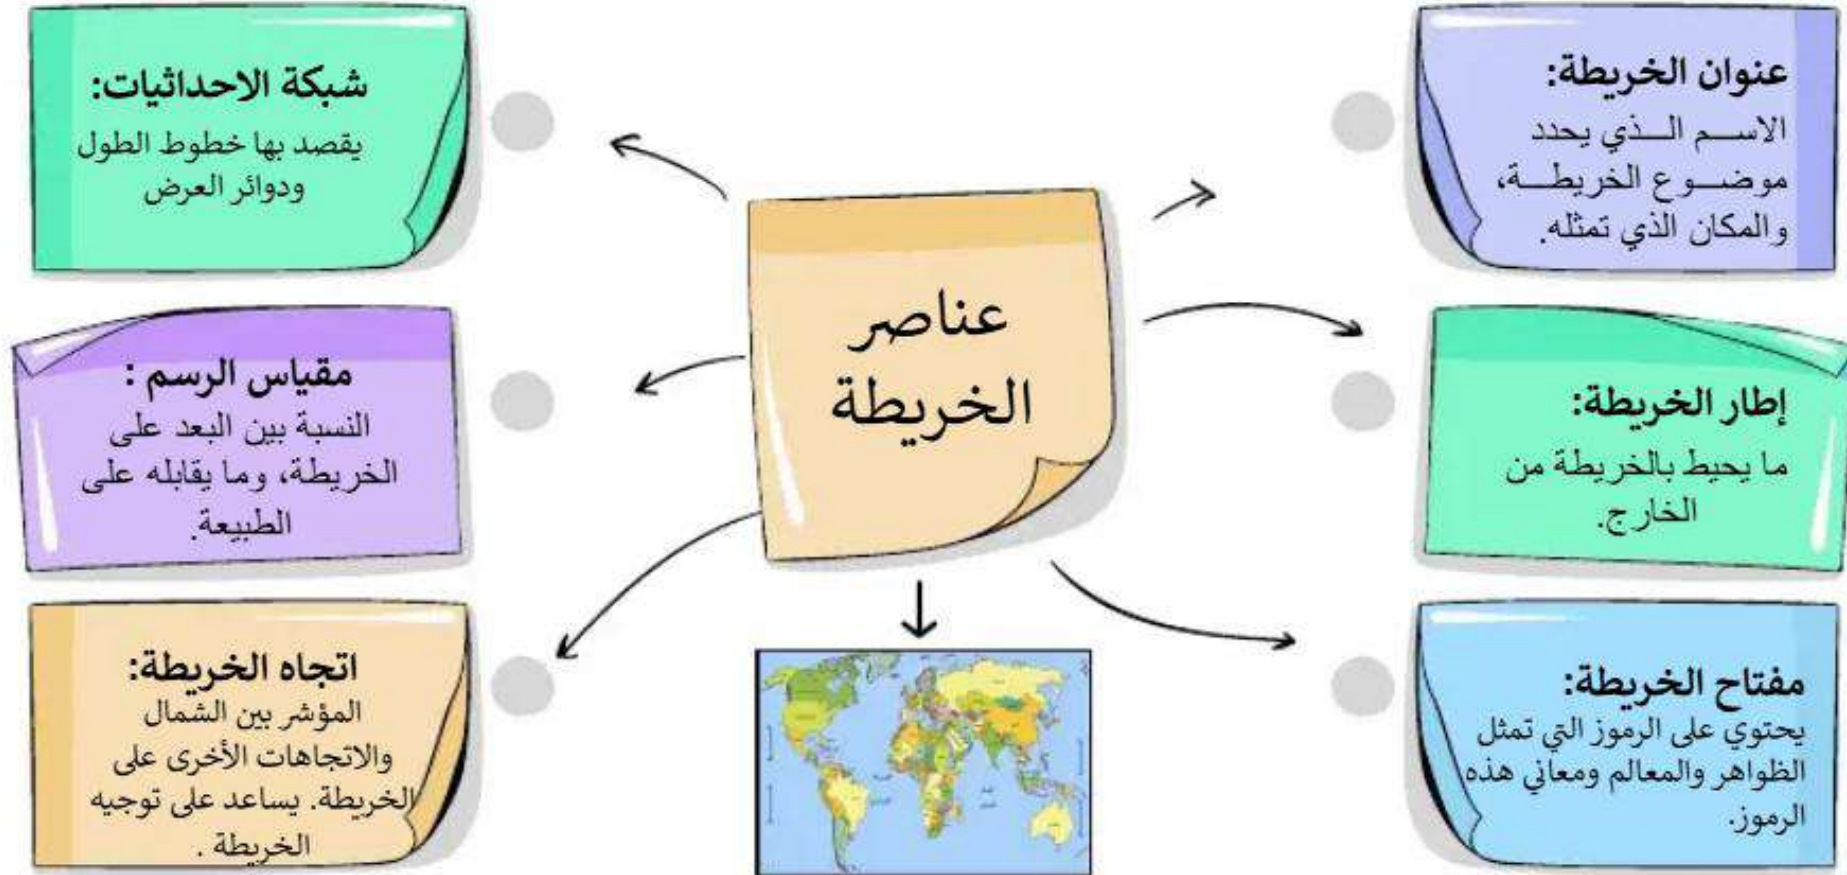 عناصر
الخريطة
عنوان الخريطة:
الاسم الذي يحدد
موضوع الخريطة،
والمكان الذي تمثله.
إطار الخريطة:
ما يحيط بالخريطة من
الخارج.
مفتاح الخريطة:
يحتوي على الرموز التي تمثل
الظواهر والمعالم ومعاني هذه
الرموز.
شبكة الاحداثيات:
يقصد بها خطوط الطول
ودوائر العرض
مقياس الرسم :
النسبة بين البعد على
الخريطة، وما يقابله على
الطبيعة.
اتجاه الخريطة:
المؤشر بين الشمال
والاتجاهات الأخرى على
الخريطة. يساعد على توجيه
الخريطة .